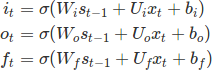 i_t = σ(W_i s_{t−1} + U_i x_t + b_i)
o_t = σ(W_o s_{t−1} + U_o x_t + b_o)
f_t = σ(W_f s_{t−1} + U_f x_t + b_f)